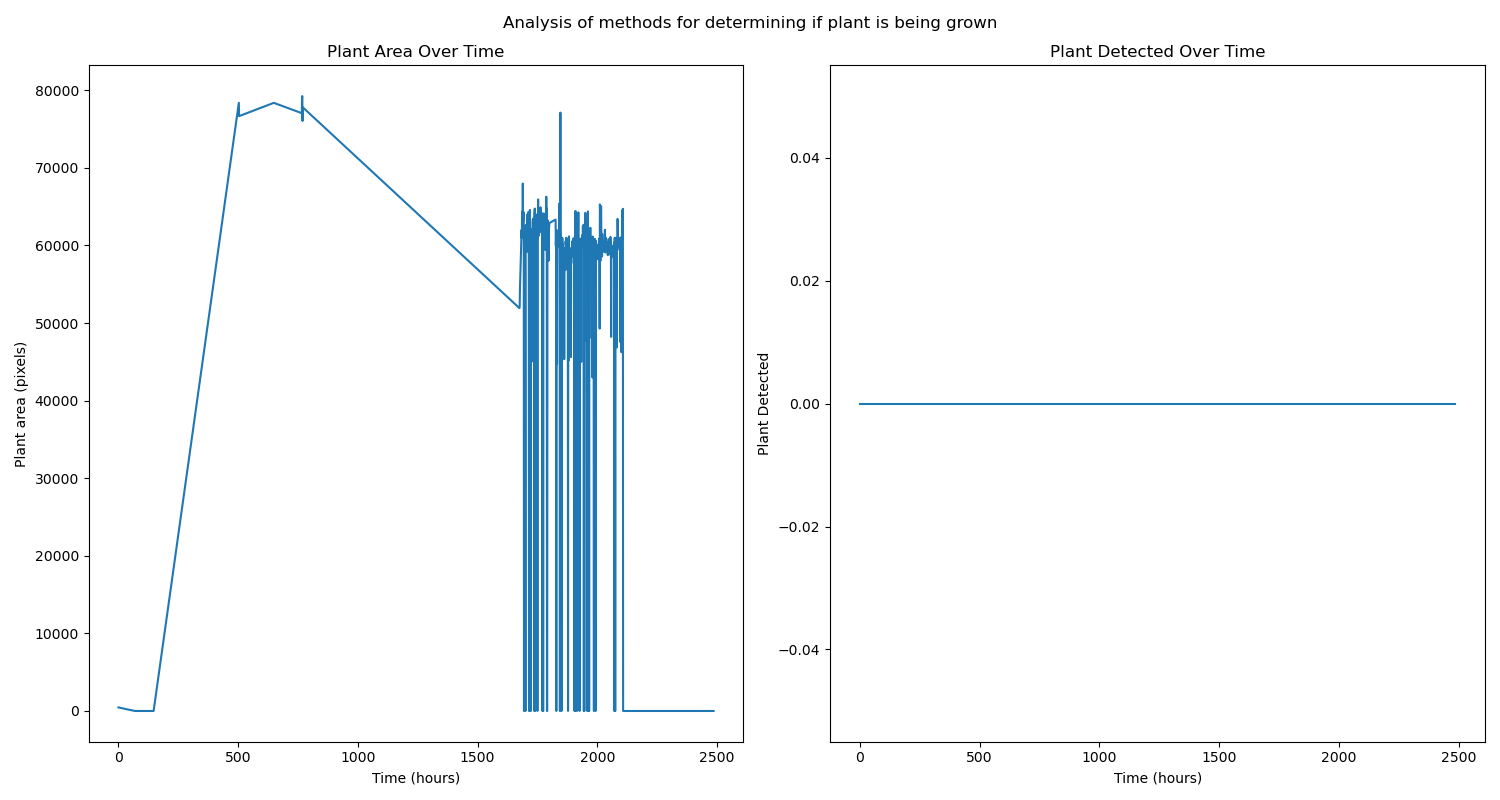 Analysis of methods for determining if plant is being grown
Plant Area Over Time
Plant area (pixels)
80000
70000
60000
50000
40000
30000
20000
10000
0
0 500 1000 1500 2000 2500
Time (hours)
Plant Detected Over Time
Plant Detected
0.04
0.02
0.00
−0.02
−0.04
0 500 1000 1500 2000 2500
Time (hours)